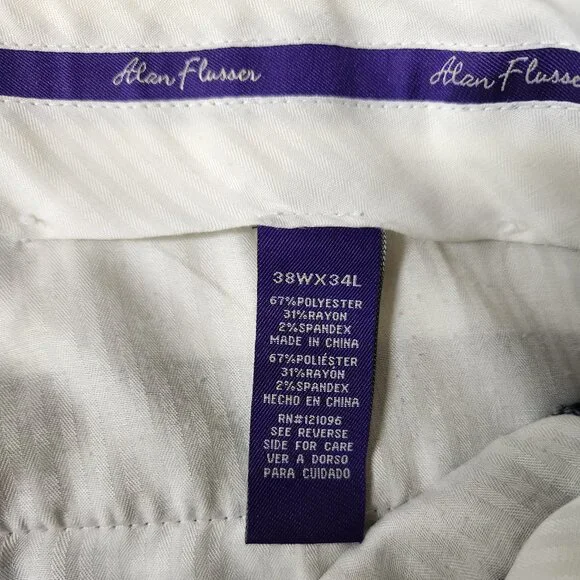 Alan Flusser Alan Flusser
38WX34L
67%POLYESTER
31%RAYON
2%SPANDEX
MADE IN CHINA
67%POLIÉSTER
31%RAYÓN
2%SPANDEX
HECHO EN CHINA
RN#121096
SEE REVERSE
SIDE FOR CARE
VER A DORSO
PARA CUIDADO